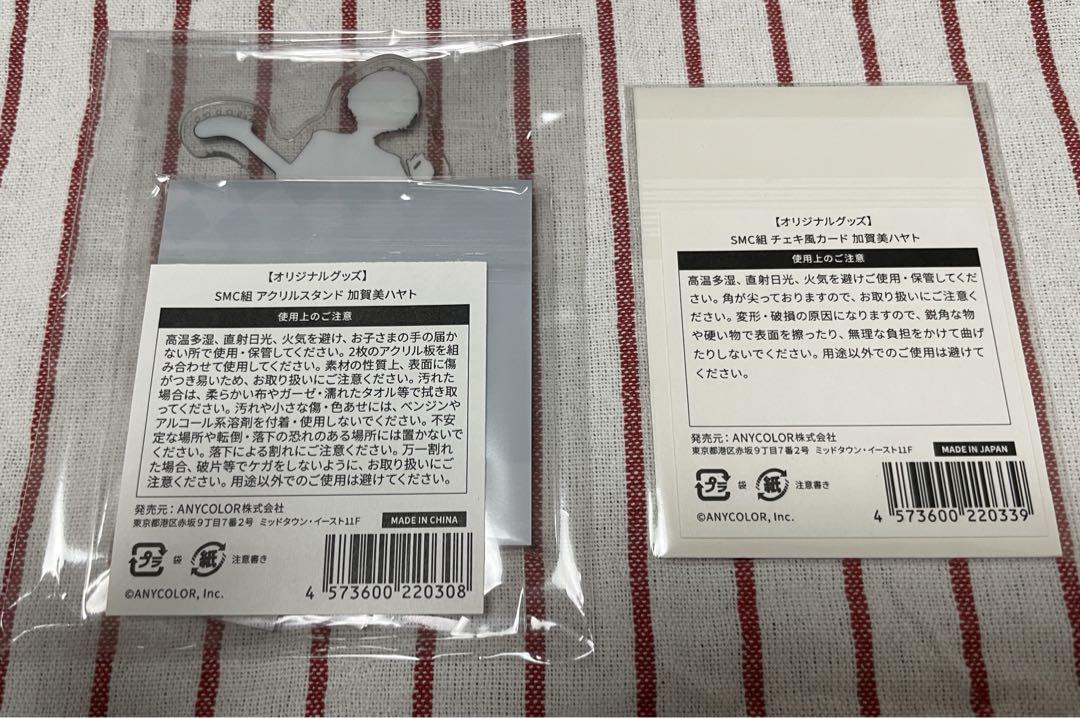 【オリジナルグッズ】
SMC組 アクリルスタンド 加賀美ハヤト
使用上のご注意
高温多湿、直射日光、火気を避け、お子さまの手の届か
ない所で使用・保管してください。2枚のアクリル板を組
み合わせて使用してください。素材の性質上、表面に傷
がつき易いため、お取り扱いにご注意ください。汚れた
場合は、柔らかい布やガーゼ・濡れたタオル等で拭き取
ってください。汚れや小さな傷・色あせには、ベンジンや
アルコール系溶剤を付着・使用しないでください。不安
定な場所や転倒・落下の恐れのある場所には置かないで
ください。落下による割れにご注意ください。万一割れ
た場合、破片等でケガをしないように、お取り扱いにご
注意ください。用途以外でのご使用は避けてください。
発売元：ANYCOLOR株式会社
東京都港区赤坂９丁目７番２号 ミッドタウン・イースト11F
MADE IN CHINA
プラ 袋 紙 注意書き
©ANYCOLOR, Inc.
4 573600 220308
【オリジナルグッズ】
SMC組 チェキ風カード 加賀美ハヤト
使用上のご注意
高温多湿、直射日光、火気を避けご使用・保管してくだ
さい。角が尖っておりますので、お取り扱いにご注意く
ださい。変形・破損の原因になりますので、鋭角な物
や硬い物で表面を擦ったり、無理な負担をかけて曲げ
たりしないでください。用途以外でのご使用は避けて
ください。
発売元：ANYCOLOR株式会社
東京都港区赤坂９丁目７番２号 ミッドタウン・イースト11F
MADE IN JAPAN
プラ 袋 紙 注意書き
©ANYCOLOR, Inc.
4 573600 220339